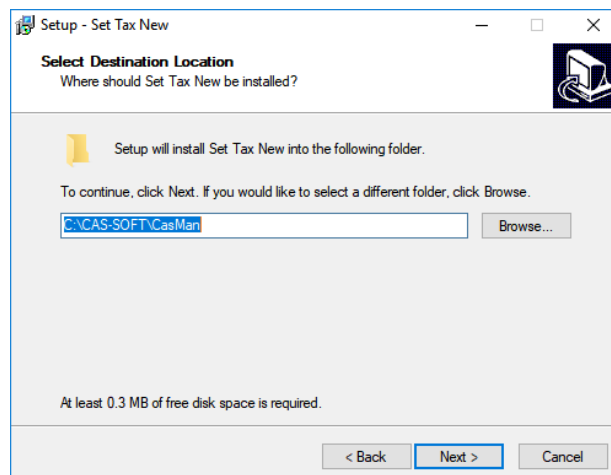 Setup - Set Tax New
Select Destination Location
Where should Set Tax New be installed?
Setup will install Set Tax New into the following folder.
To continue, click Next. If you would like to select a different folder, click Browse.
C:\CAS-SOFT\CasMan
Browse...
At least 0.3 MB of free disk space is required.
< Back
Next >
Cancel